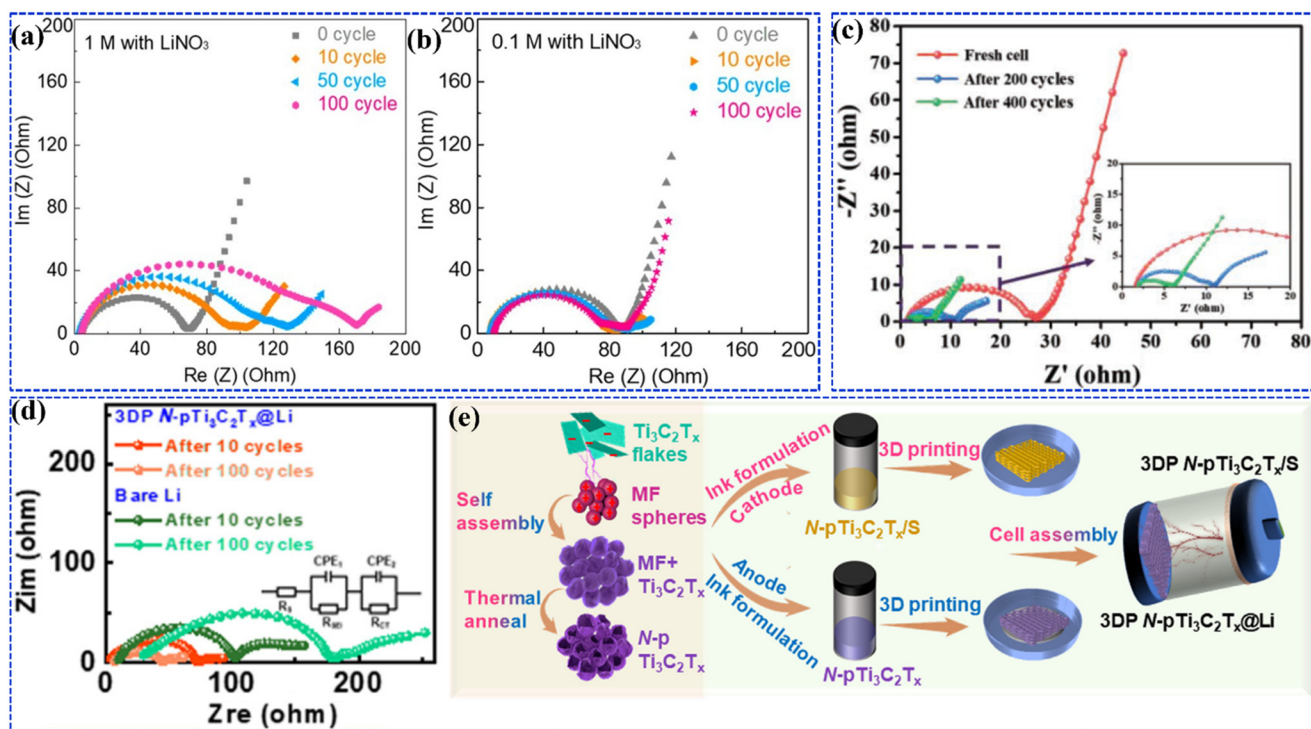 (a)
1 M with LiNO₃
0 cycle
10 cycle
50 cycle
100 cycle
Im (Z) (Ohm)
200
160
120
80
40
0
0 40 80 120 160 200
Re (Z) (Ohm)
(b)
0.1 M with LiNO₃
0 cycle
10 cycle
50 cycle
100 cycle
Im (Z) (Ohm)
200
160
120
80
40
0
0 40 80 120 160 200
Re (Z) (Ohm)
(c)
Fresh cell
After 200 cycles
After 400 cycles
-Z'' (ohm)
80
70
60
50
40
30
20
10
0
0 10 20 30 40 50 60 70 80
Z' (ohm)
-Z'' (ohm)
20
15
10
5
0
0 5 10 15 20
Z' (ohm)
(d)
3DP N-pTi₃C₂Tₓ@Li
After 10 cycles
After 100 cycles
Bare Li
After 10 cycles
After 100 cycles
CPE₁ CPE₂
Zim (ohm)
200
100
0
0 100 200
Zre (ohm)
(e)
Ti₃C₂Tₓ
flakes
Self
assembly
MF
spheres
MF+
Ti₃C₂Tₓ
Thermal
anneal
N-p
Ti₃C₂Tₓ
Ink formulation
Cathode
N-pTi₃C₂Tₓ/S
3D printing
Anode
Ink formulation
N-pTi₃C₂Tₓ
3D printing
Cell assembly
3DP N-pTi₃C₂Tₓ/S
3DP N-pTi₃C₂Tₓ@Li